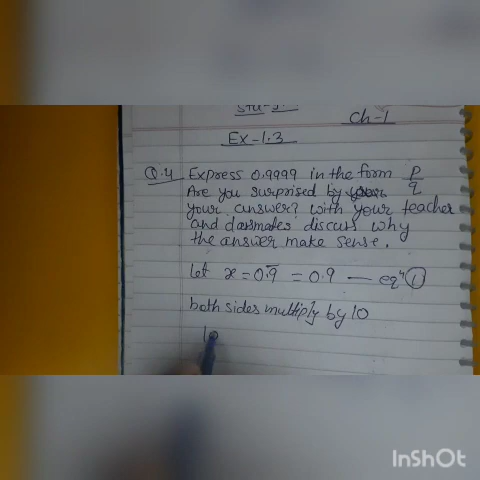 Ch-1
Ex-1.3
Q.4 Express 0.9999 in the form p/q
Are you surprised by
your answer? with your teacher
and classmates discuss why
the answer make sense.
let x = 0.9̅ = 0.9 — eqⁿ ①
both sides multiply by 10
10
InShOt